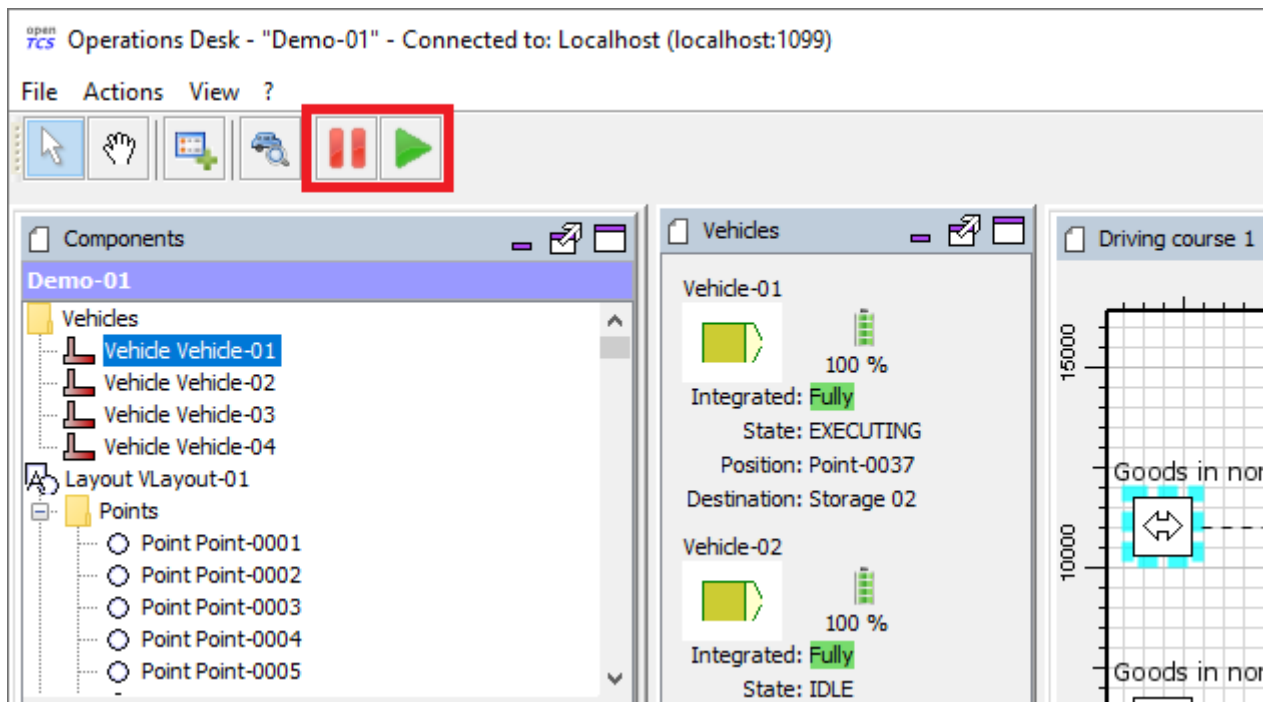 open
TCS Operations Desk - "Demo-01" - Connected to: Localhost (localhost:1099)
File Actions View ?
Components
Demo-01
Vehicles
Vehicle Vehicle-01
Vehicle Vehicle-02
Vehicle Vehicle-03
Vehicle Vehicle-04
Layout VLayout-01
Points
Point Point-0001
Point Point-0002
Point Point-0003
Point Point-0004
Point Point-0005
Vehicles
Vehicle-01
100 %
Integrated: Fully
State: EXECUTING
Position: Point-0037
Destination: Storage 02
Vehicle-02
100 %
Integrated: Fully
State: IDLE
Driving course 1
15000
Goods in nor
10000
Goods in nor